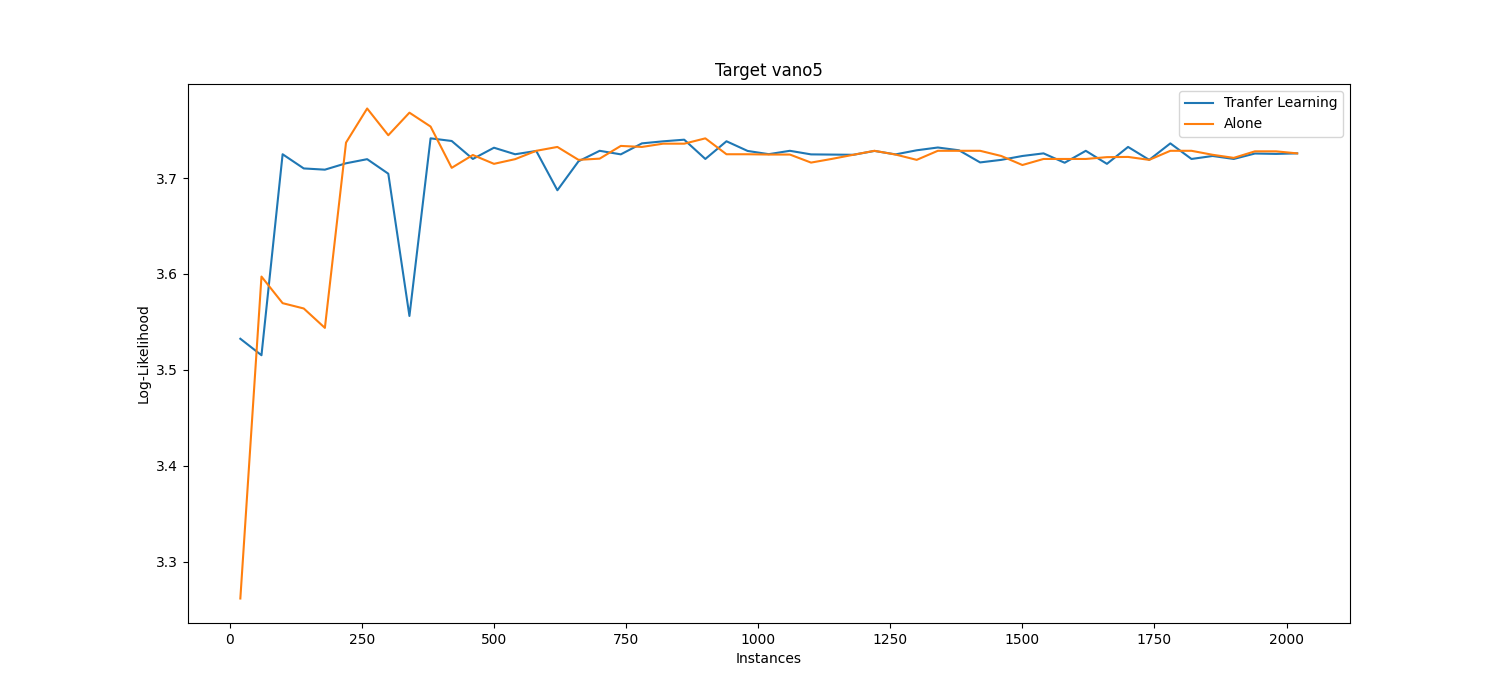 Target vano5
Tranfer Learning
Alone
3.7
3.6
3.5
3.4
3.3
Log-Likelihood
0 250 500 750 1000 1250 1500 1750 2000
Instances